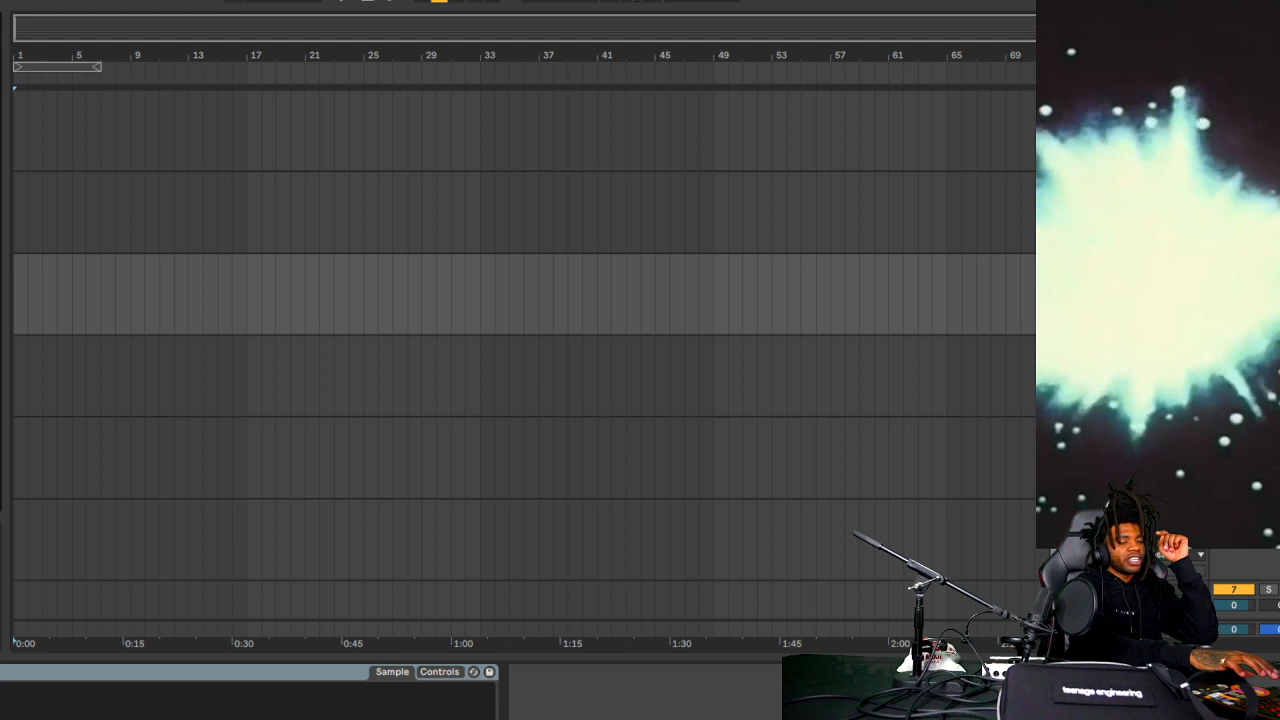 1 5 9 13 17 21 25 29 33 37 41 45 49 53 57 61 65 69
7 S
0
0
0:00 0:15 0:30 0:45 1:00 1:15 1:30 1:45 2:00
Sample Controls
teenage engineering